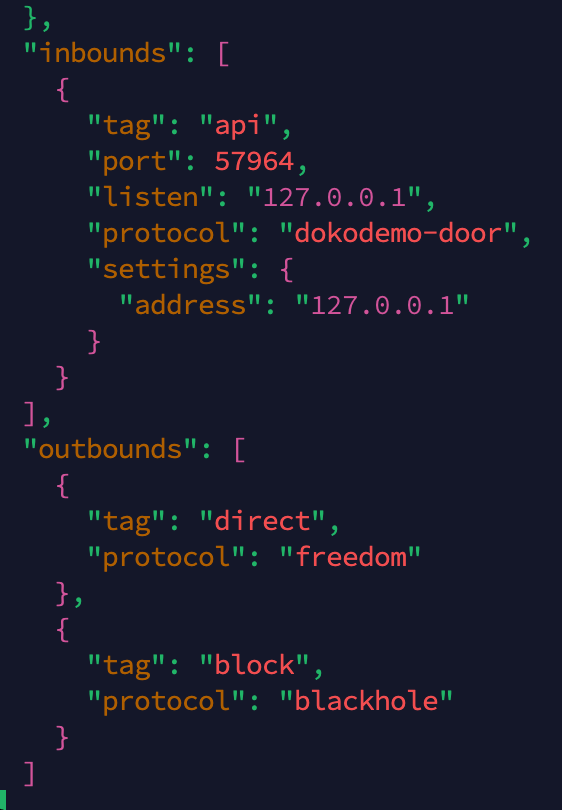 },
"inbounds": [
  {
    "tag": "api",
    "port": 57964,
    "listen": "127.0.0.1",
    "protocol": "dokodemo-door",
    "settings": {
      "address": "127.0.0.1"
    }
  }
],
"outbounds": [
  {
    "tag": "direct",
    "protocol": "freedom"
  },
  {
    "tag": "block",
    "protocol": "blackhole"
  }
]